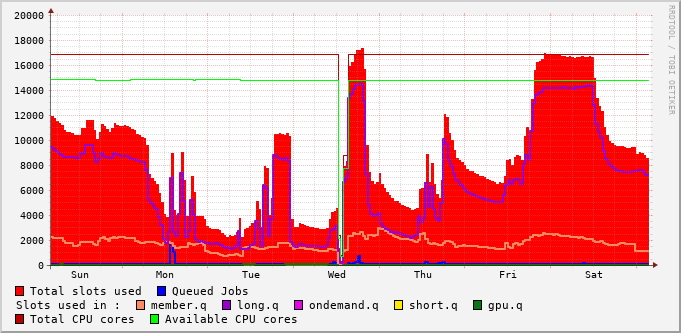 20000
18000
16000
14000
12000
10000
8000
6000
4000
2000
0
Sun Mon Tue Wed Thu Fri Sat
RRDTOOL / TOBI OETIKER
Total slots used Queued Jobs
Slots used in : member.q long.q ondemand.q short.q gpu.q
Total CPU cores Available CPU cores